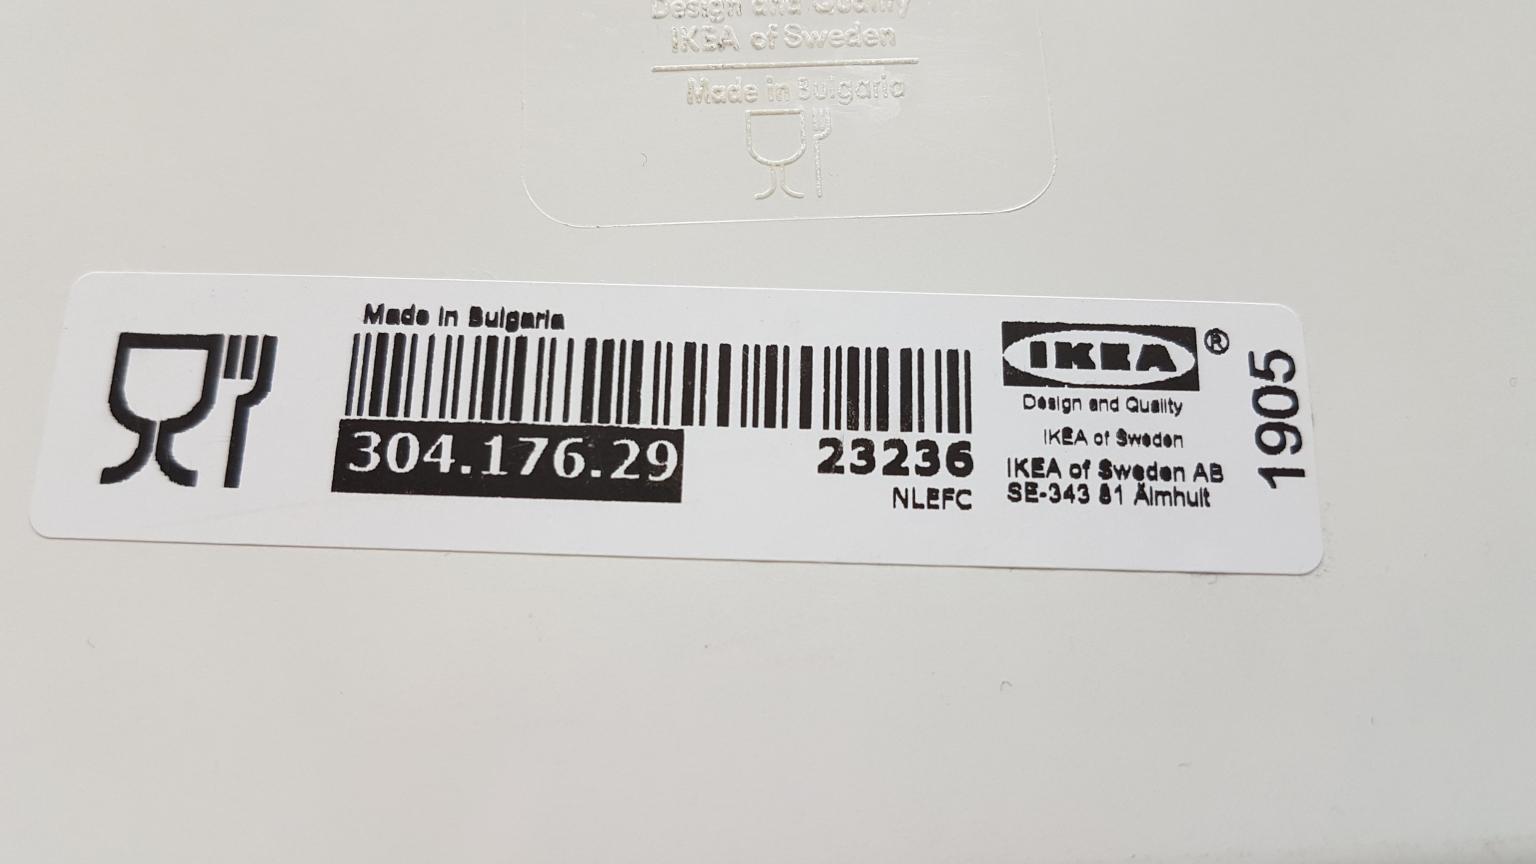 Design and Quality
IKEA of Sweden
Made in Bulgaria
Made in Bulgaria
304.176.29
23236
NLEFC
IKEA ®
Design and Quality
IKEA of Sweden
IKEA of Sweden AB
SE-343 81 Älmhult
1905